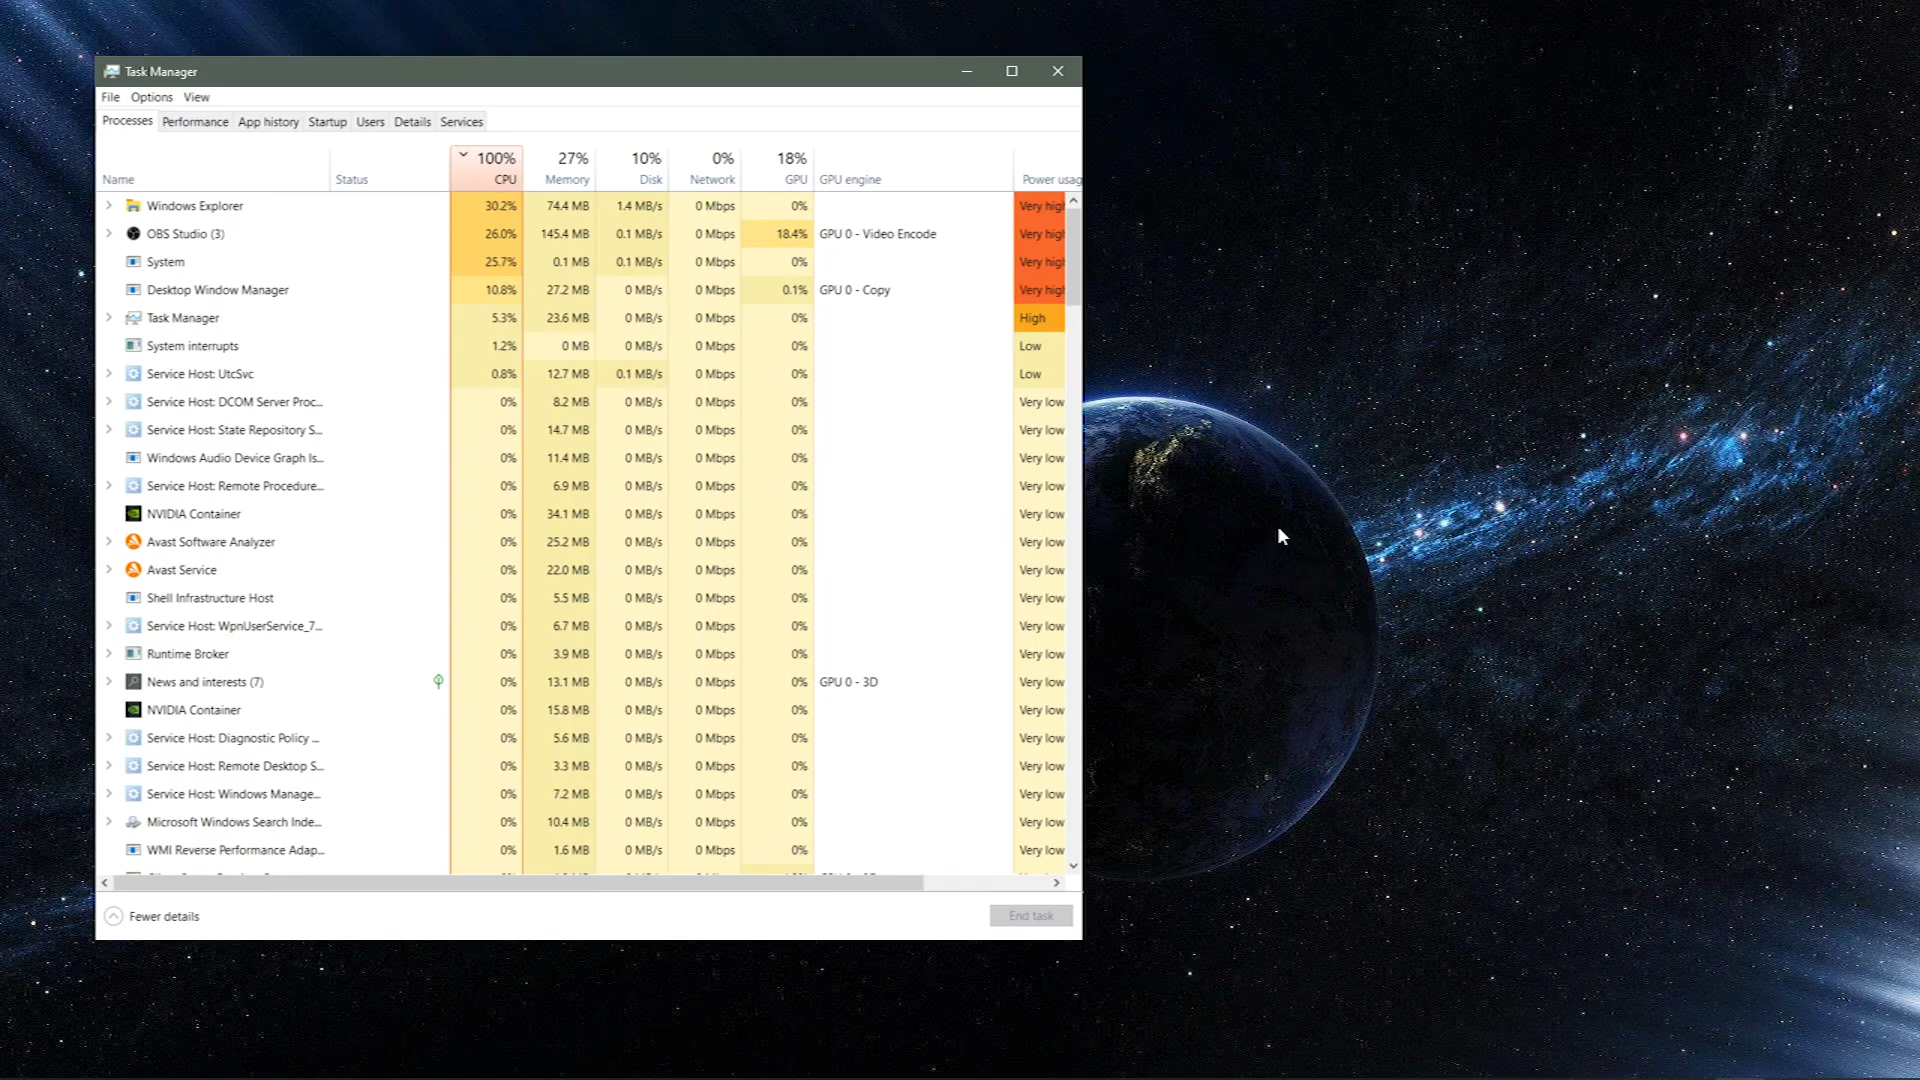 Task Manager
File Options View
Processes Performance App history Startup Users Details Services
100% 27% 10% 0% 18%
Name Status CPU Memory Disk Network GPU GPU engine Power usag
Windows Explorer 30.2% 74.4 MB 1.4 MB/s 0 Mbps 0% Very high
OBS Studio (3) 26.0% 145.4 MB 0.1 MB/s 0 Mbps 18.4% GPU 0 - Video Encode Very high
System 25.7% 0.1 MB 0.1 MB/s 0 Mbps 0% Very high
Desktop Window Manager 10.8% 27.2 MB 0 MB/s 0 Mbps 0.1% GPU 0 - Copy Very high
Task Manager 5.3% 23.6 MB 0 MB/s 0 Mbps 0% High
System interrupts 1.2% 0 MB 0 MB/s 0 Mbps 0% Low
Service Host: UtcSvc 0.8% 12.7 MB 0.1 MB/s 0 Mbps 0% Low
Service Host: DCOM Server Proc... 0% 8.2 MB 0 MB/s 0 Mbps 0% Very low
Service Host: State Repository S... 0% 14.7 MB 0 MB/s 0 Mbps 0% Very low
Windows Audio Device Graph Is... 0% 11.4 MB 0 MB/s 0 Mbps 0% Very low
Service Host: Remote Procedure... 0% 6.9 MB 0 MB/s 0 Mbps 0% Very low
NVIDIA Container 0% 34.1 MB 0 MB/s 0 Mbps 0% Very low
Avast Software Analyzer 0% 25.2 MB 0 MB/s 0 Mbps 0% Very low
Avast Service 0% 22.0 MB 0 MB/s 0 Mbps 0% Very low
Shell Infrastructure Host 0% 5.5 MB 0 MB/s 0 Mbps 0% Very low
Service Host: WpnUserService_7... 0% 6.7 MB 0 MB/s 0 Mbps 0% Very low
Runtime Broker 0% 3.9 MB 0 MB/s 0 Mbps 0% Very low
News and interests (7) 0% 13.1 MB 0 MB/s 0 Mbps 0% GPU 0 - 3D Very low
NVIDIA Container 0% 15.8 MB 0 MB/s 0 Mbps 0% Very low
Service Host: Diagnostic Policy ... 0% 5.6 MB 0 MB/s 0 Mbps 0% Very low
Service Host: Remote Desktop S... 0% 3.3 MB 0 MB/s 0 Mbps 0% Very low
Service Host: Windows Manage... 0% 7.2 MB 0 MB/s 0 Mbps 0% Very low
Microsoft Windows Search Inde... 0% 10.4 MB 0 MB/s 0 Mbps 0% Very low
WMI Reverse Performance Adap... 0% 1.6 MB 0 MB/s 0 Mbps 0% Very low
Fewer details End task